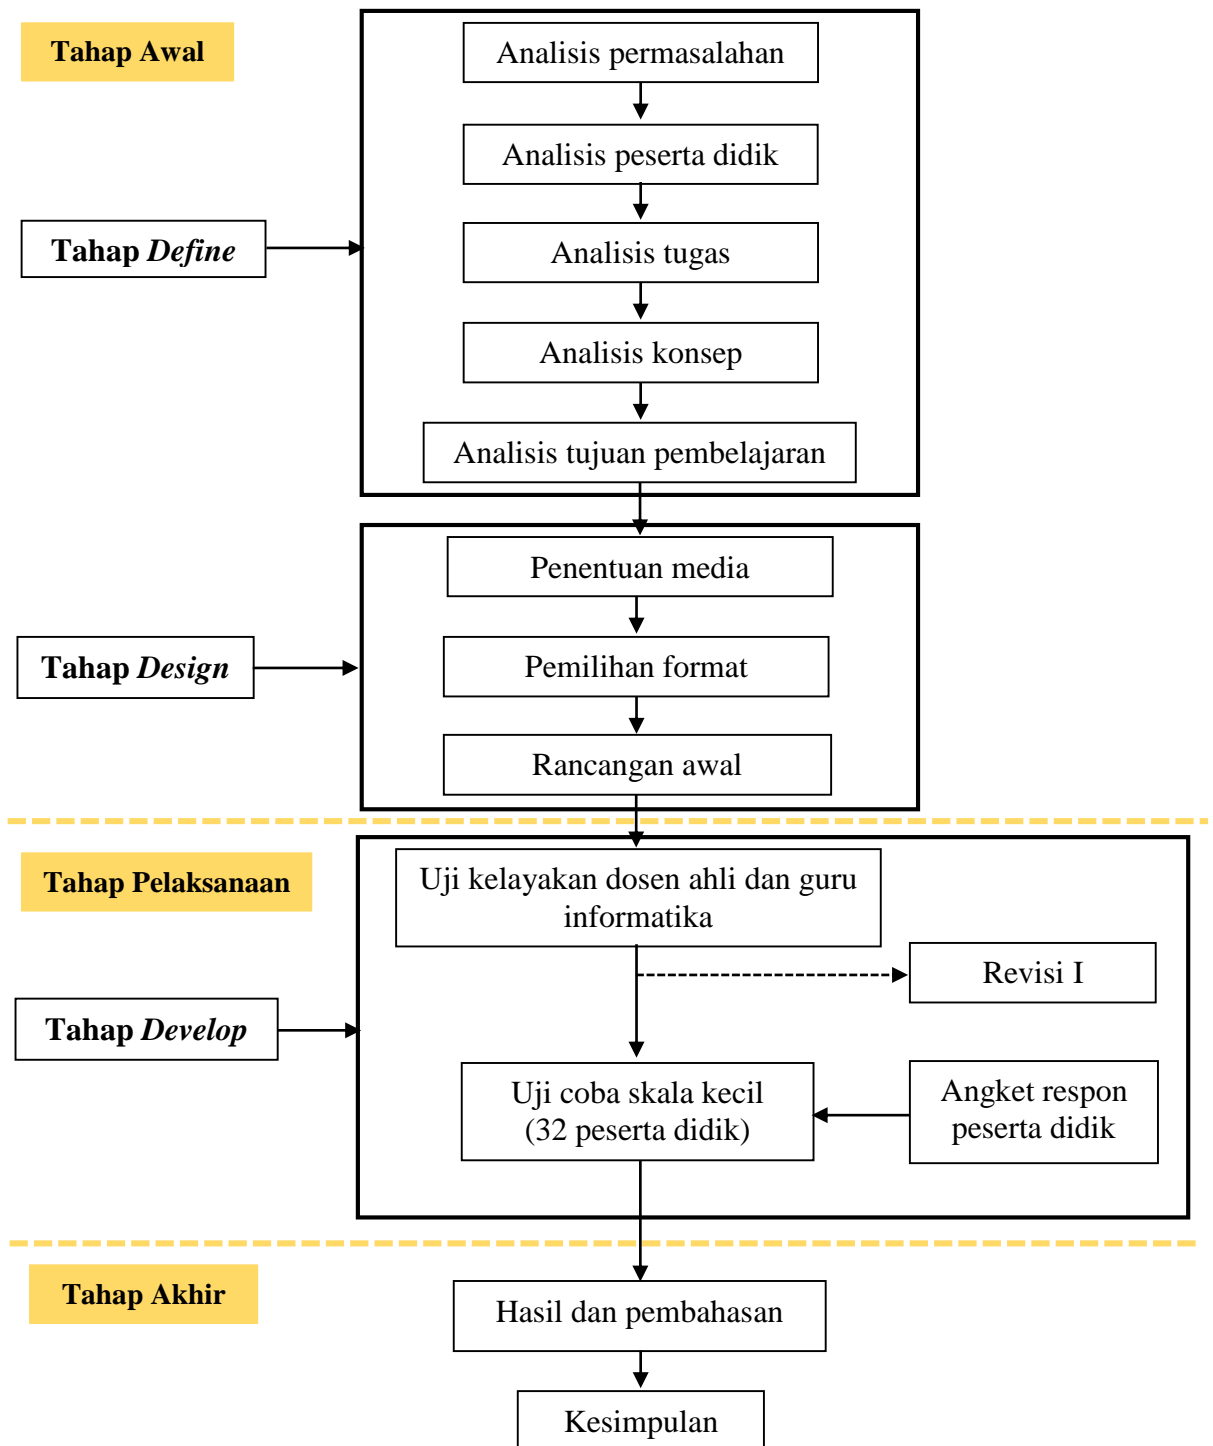 Tahap Awal
Analisis permasalahan
Analisis peserta didik
Tahap Define
Analisis tugas
Analisis konsep
Analisis tujuan pembelajaran
Penentuan media
Tahap Design
Pemilihan format
Rancangan awal
Tahap Pelaksanaan
Uji kelayakan dosen ahli dan guru
informatika
Revisi I
Tahap Develop
Uji coba skala kecil
(32 peserta didik)
Angket respon
peserta didik
Tahap Akhir
Hasil dan pembahasan
Kesimpulan